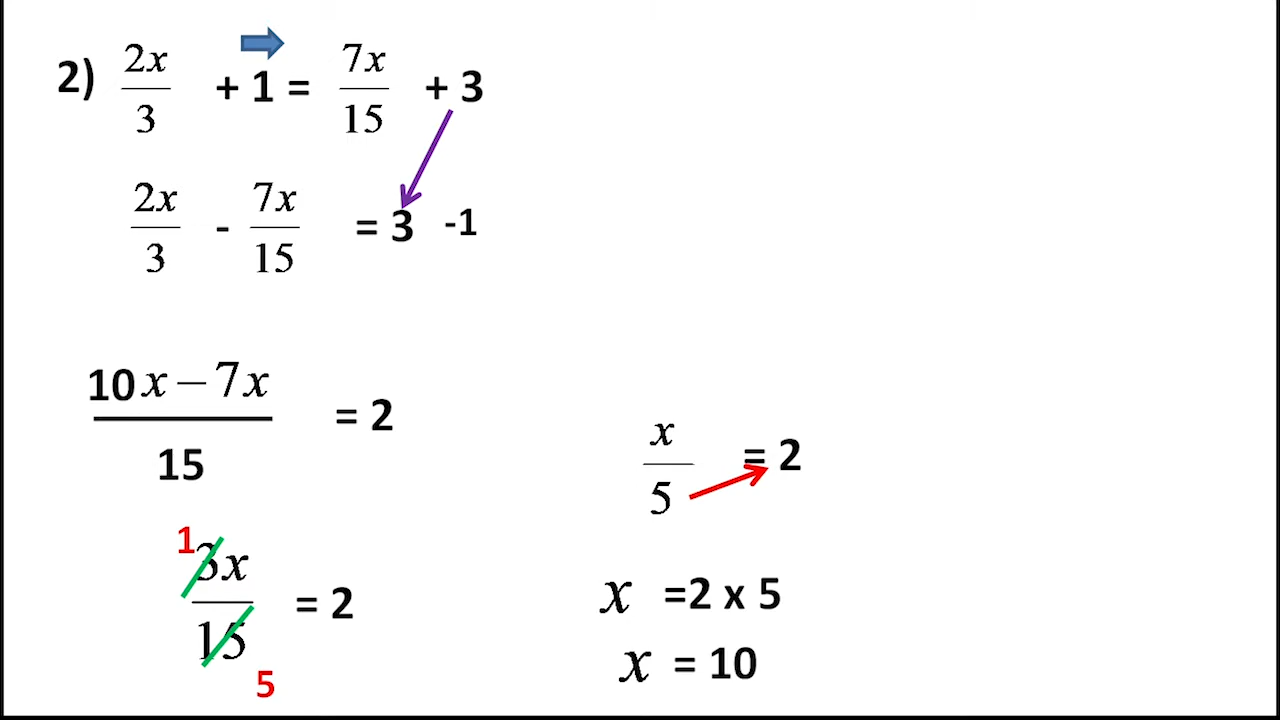 2) 2x/3 + 1 = 7x/15 + 3
2x/3 - 7x/15 = 3 -1
10x − 7x/15 = 2
1 3x/15 5 = 2
x/5 = 2
x =2 x 5
x = 10